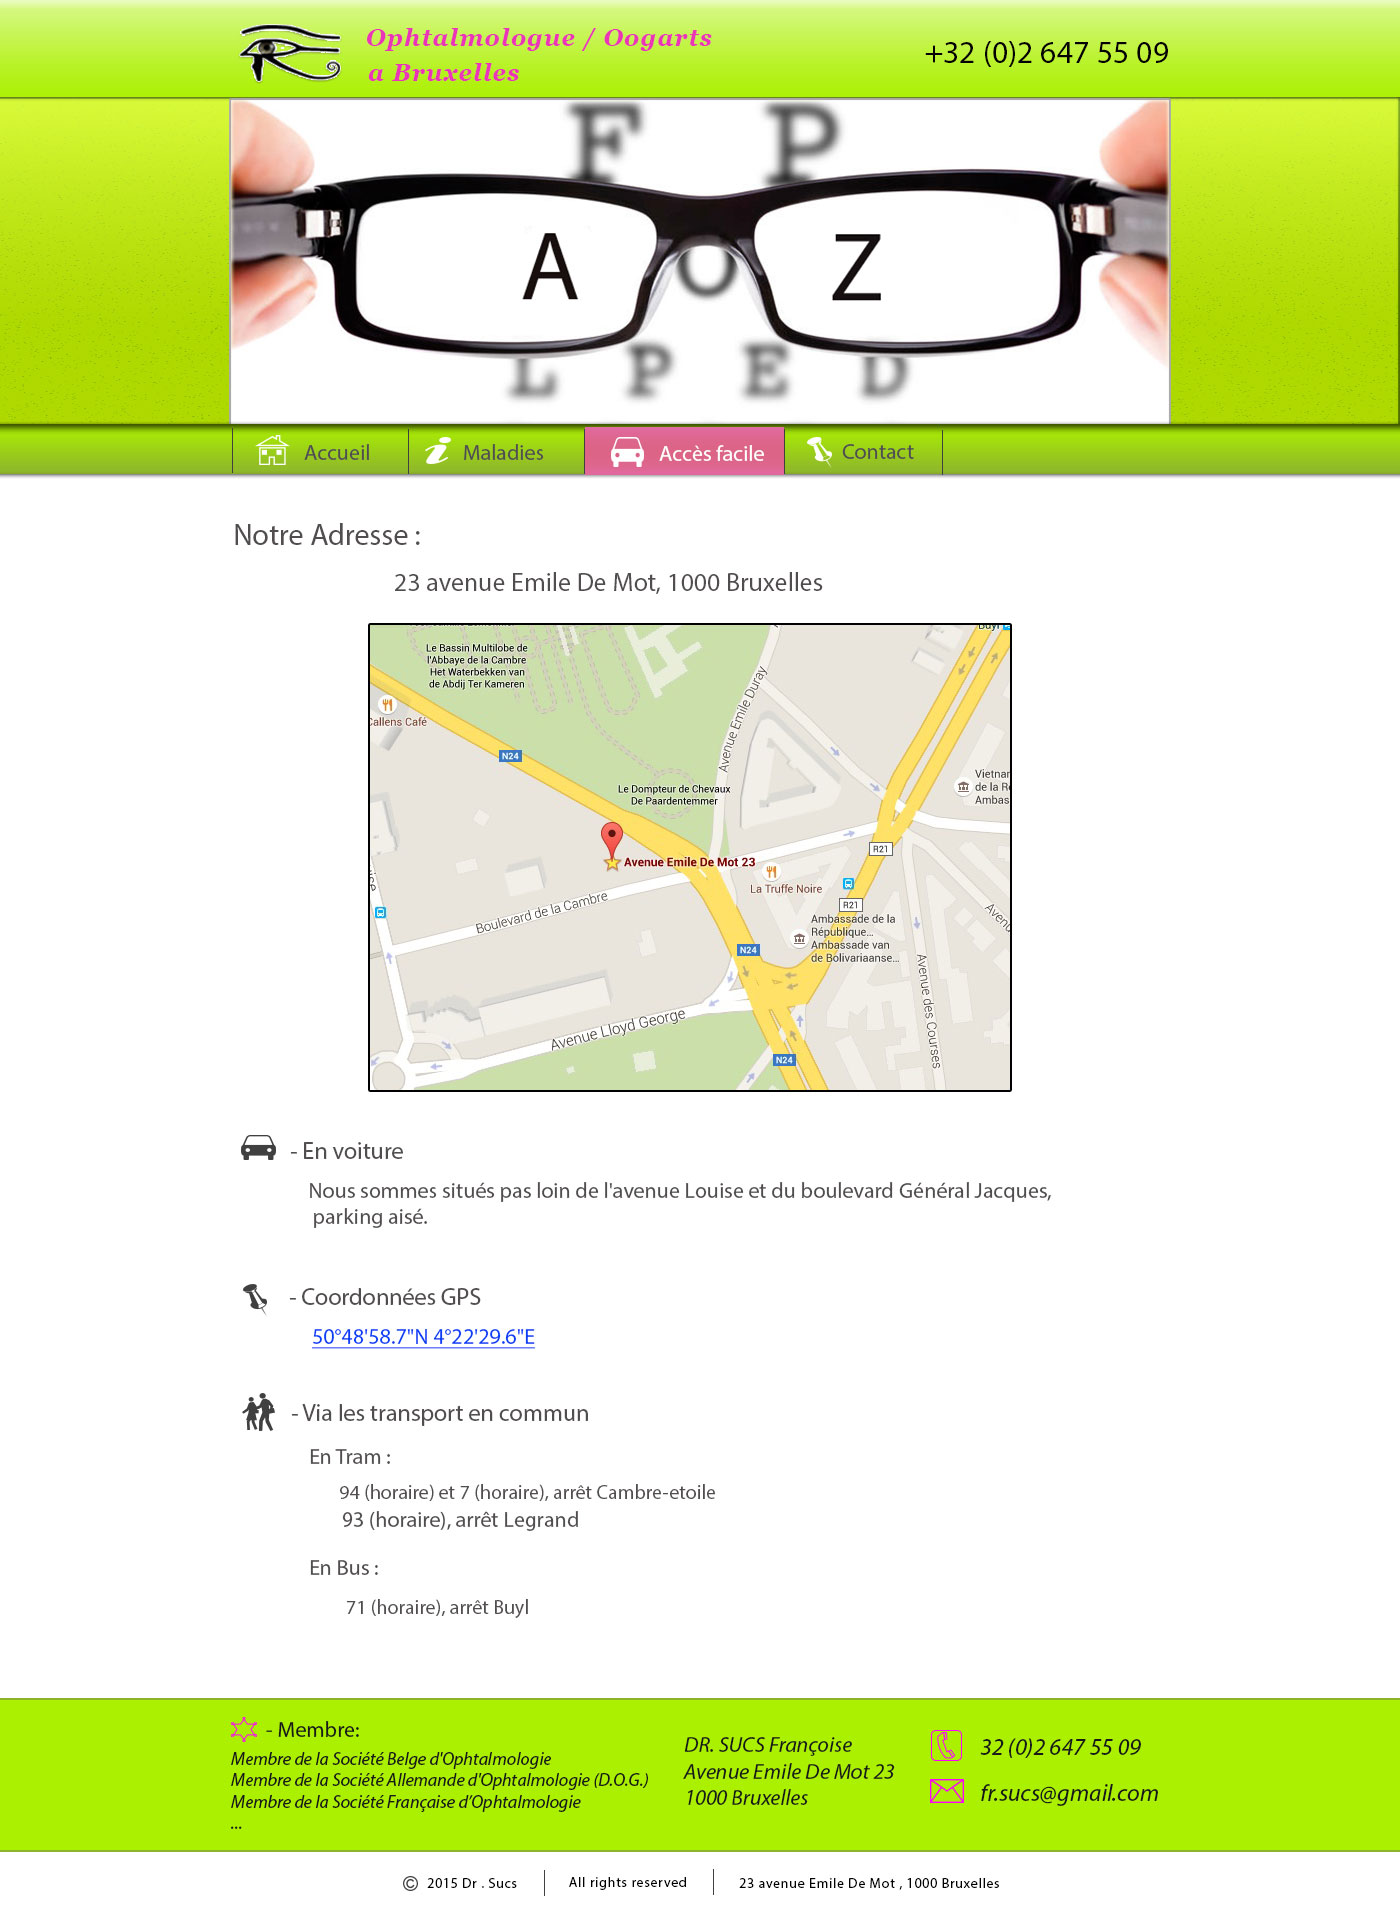 Ophtalmologue / Oogarts
a Bruxelles
+32 (0)2 647 55 09
F P
A Z
O
L P E D
Accueil
Maladies
Accès facile
Contact
Notre Adresse :
23 avenue Emile De Mot, 1000 Bruxelles
Buyl
Le Bassin Multilobe de
l'Abbaye de la Cambre
Het Waterbekken van
de Abdij Ter Kameren
Callens Café
N24
Avenue Emile Duray
Le Dompteur de Chevaux
De Paardentemmer
Vietnam
de la R
Ambas
R21
Avenue Emile De Mot 23
La Truffe Noire
R21
Boulevard de la Cambre
Ambassade de la
République...
Ambassade van
de Bolivariaanse...
Avenu
N24
Avenue des Courses
Avenue Lloyd George
N24
- En voiture
Nous sommes situés pas loin de l'avenue Louise et du boulevard Général Jacques,
parking aisé.
- Coordonnées GPS
50°48'58.7"N 4°22'29.6"E
- Via les transport en commun
En Tram :
94 (horaire) et 7 (horaire), arrêt Cambre-etoile
93 (horaire), arrêt Legrand
En Bus :
71 (horaire), arrêt Buyl
- Membre:
Membre de la Société Belge d'Ophtalmologie
Membre de la Société Allemande d'Ophtalmologie (D.O.G.)
Membre de la Société Française d’Ophtalmologie
...
DR. SUCS Françoise
Avenue Emile De Mot 23
1000 Bruxelles
32 (0)2 647 55 09
fr.sucs@gmail.com
© 2015 Dr . Sucs
All rights reserved
23 avenue Emile De Mot , 1000 Bruxelles